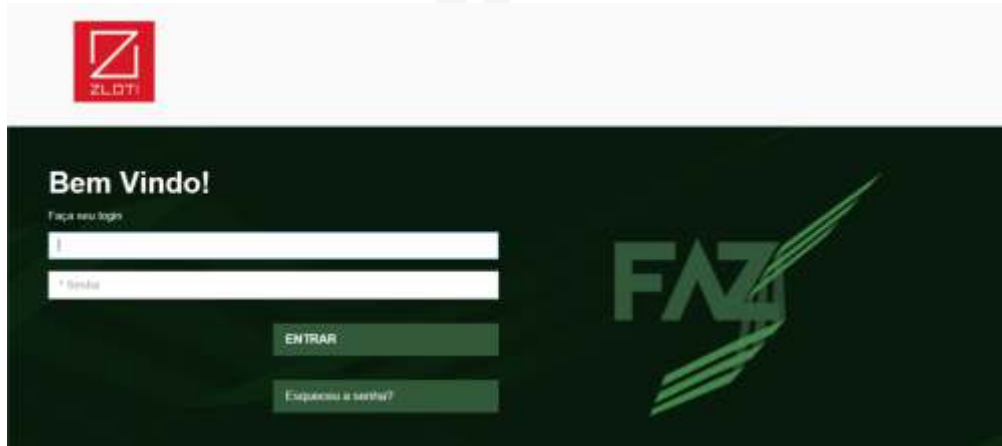 ZLOTI
Bem Vindo!
Faça seu login
* Senha
ENTRAR
Esqueceu a senha?
FAZ